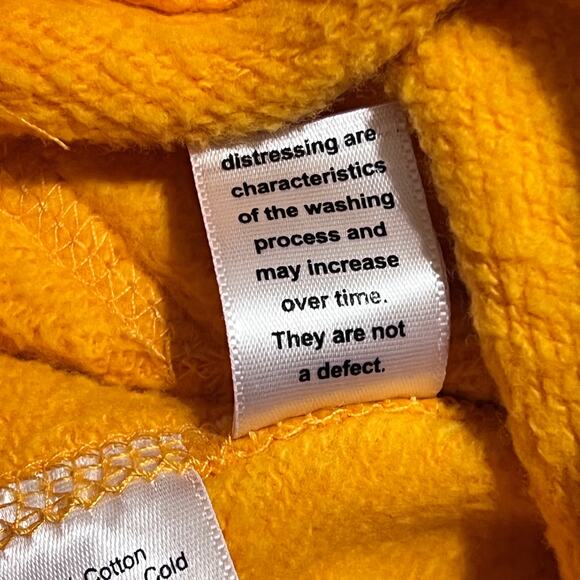 distressing are
characteristics
of the washing
process and
may increase
over time.
They are not
a defect.
Cotton
Cold